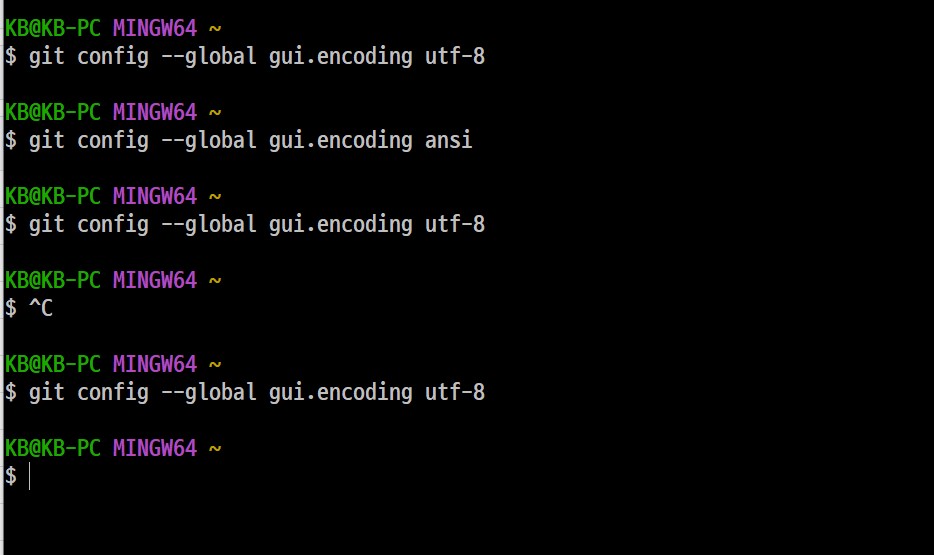 KB@KB-PC MINGW64 ~
$ git config --global gui.encoding utf-8
KB@KB-PC MINGW64 ~
$ git config --global gui.encoding ansi
KB@KB-PC MINGW64 ~
$ git config --global gui.encoding utf-8
KB@KB-PC MINGW64 ~
$ ^C
KB@KB-PC MINGW64 ~
$ git config --global gui.encoding utf-8
KB@KB-PC MINGW64 ~
$